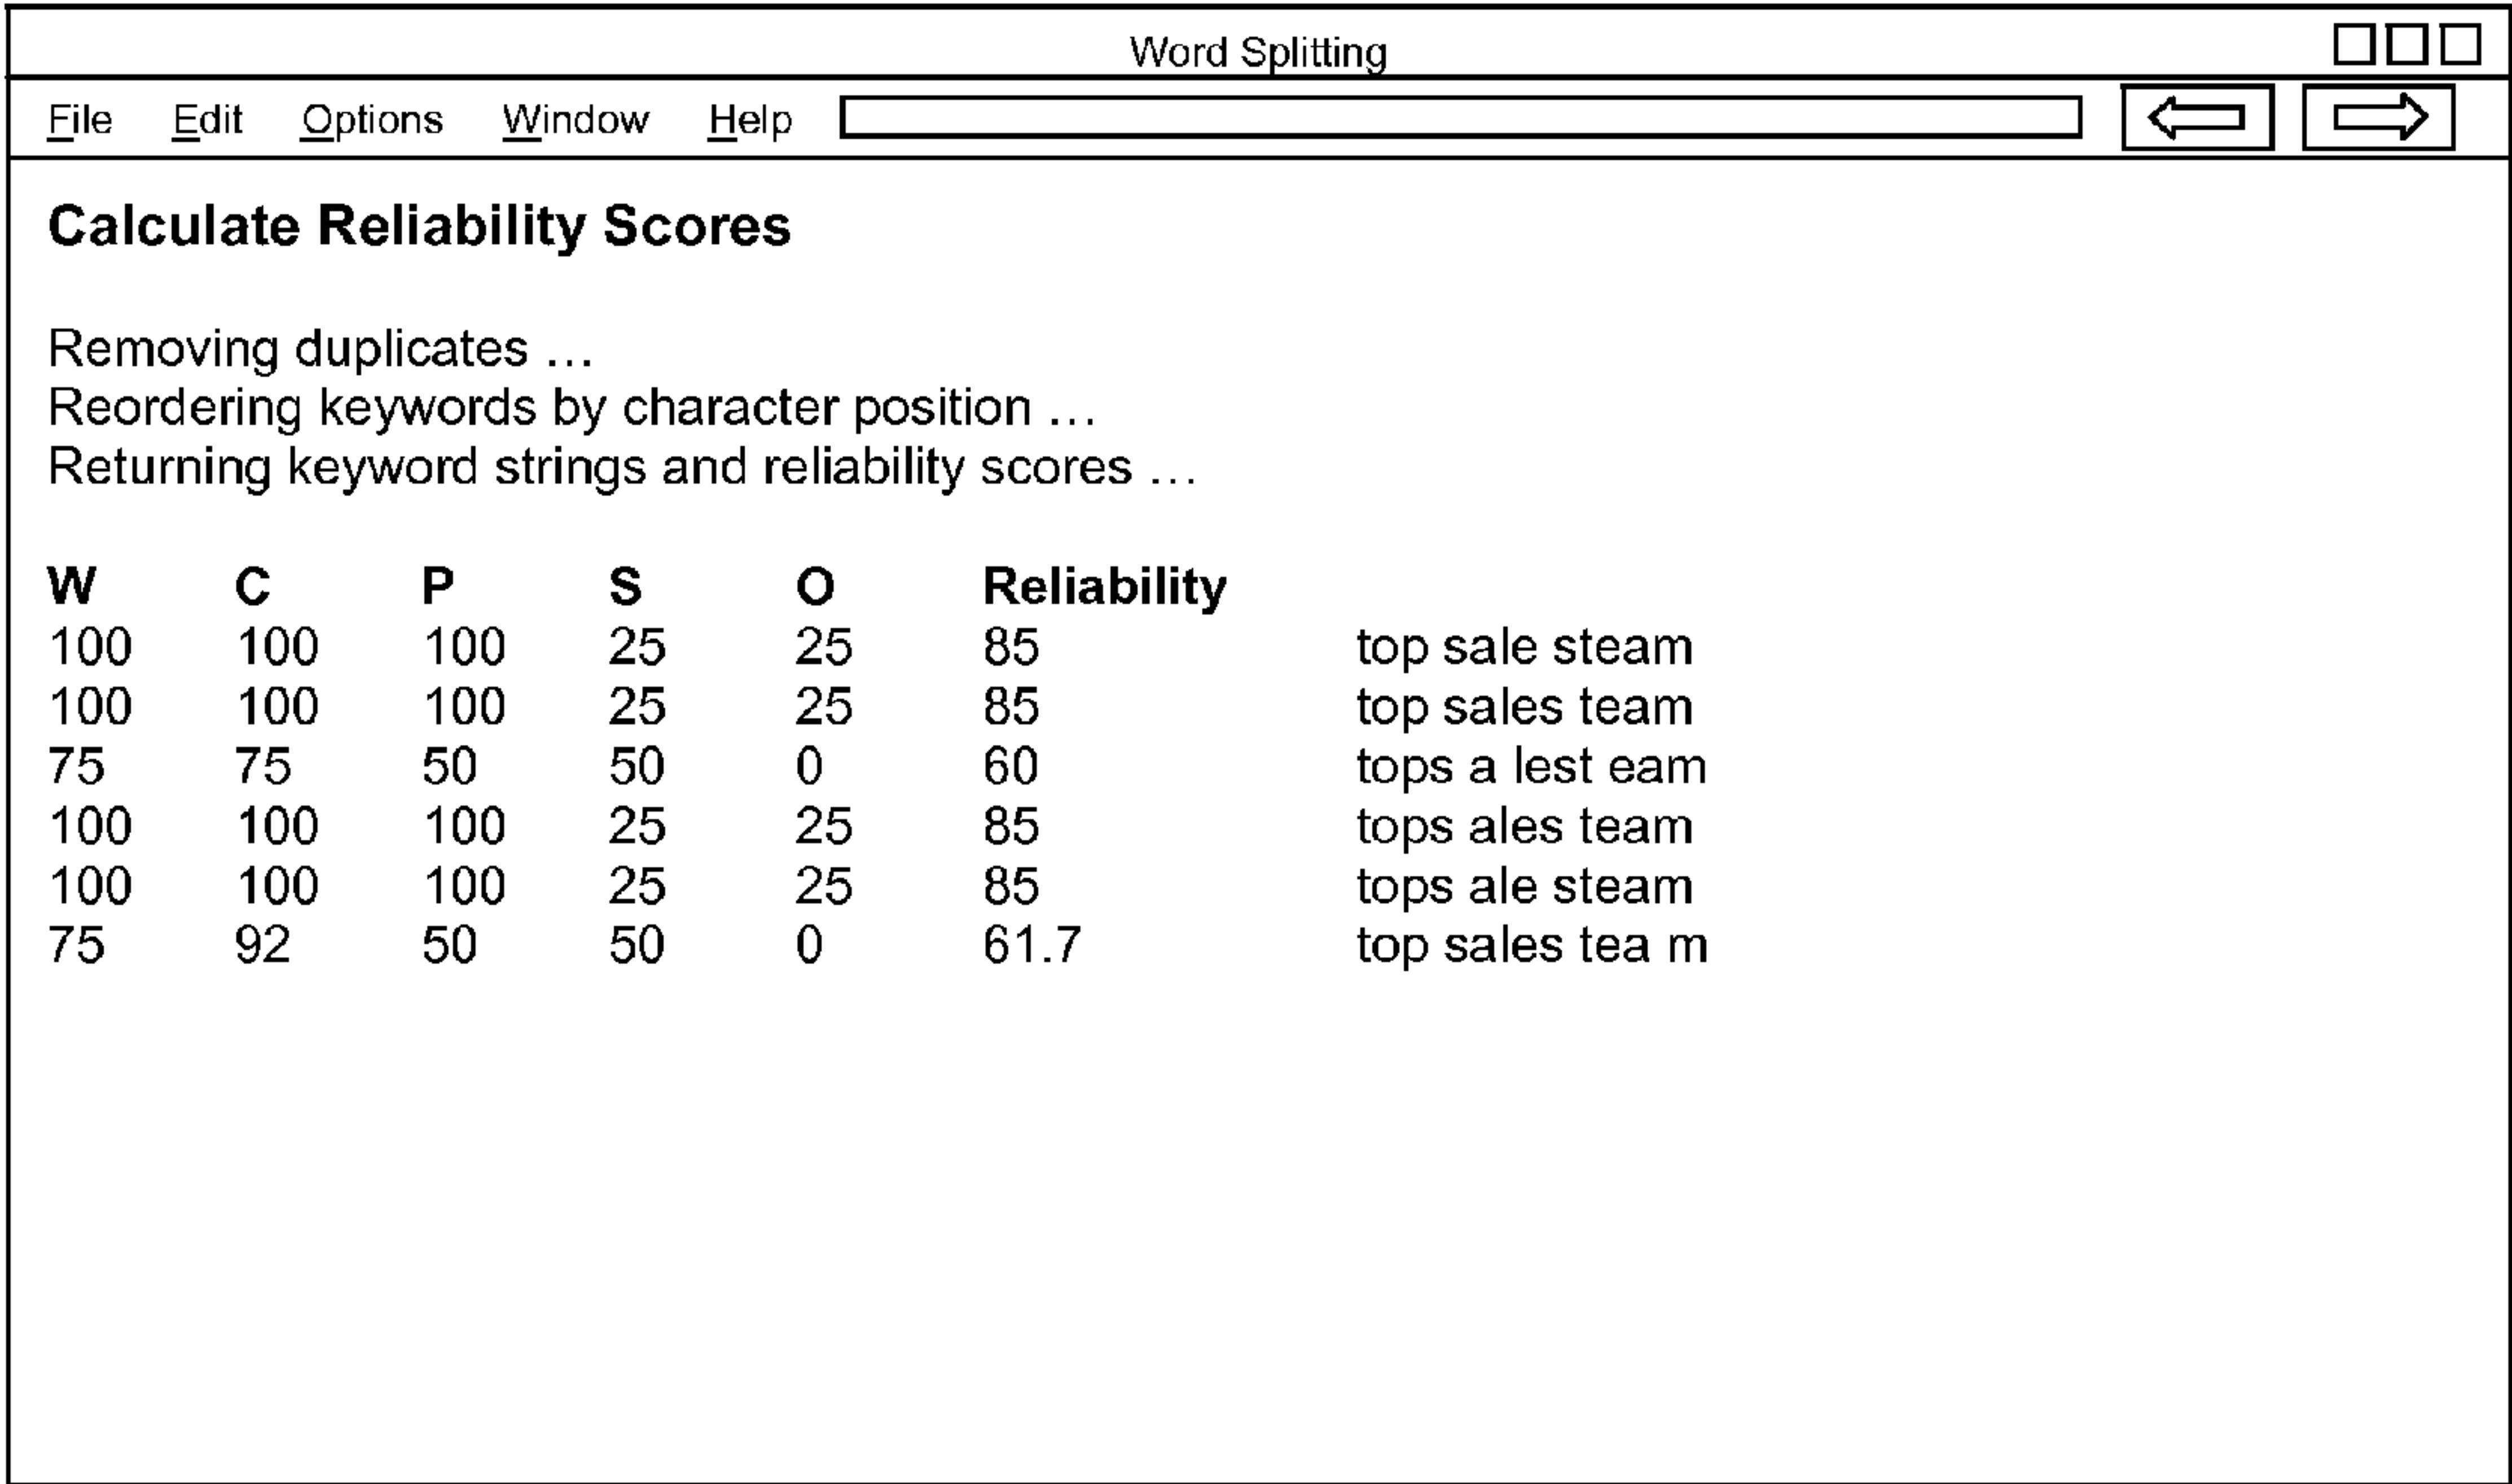 Word Splitting
File Edit Options Window Help
Calculate Reliability Scores
Removing duplicates ...
Reordering keywords by character position ...
Returning keyword strings and reliability scores ...
W C P S O Reliability
100 100 100 25 25 85 top sale steam
100 100 100 25 25 85 top sales team
75 75 50 50 0 60 tops a lest eam
100 100 100 25 25 85 tops ales team
100 100 100 25 25 85 tops ale steam
75 92 50 50 0 61.7 top sales tea m